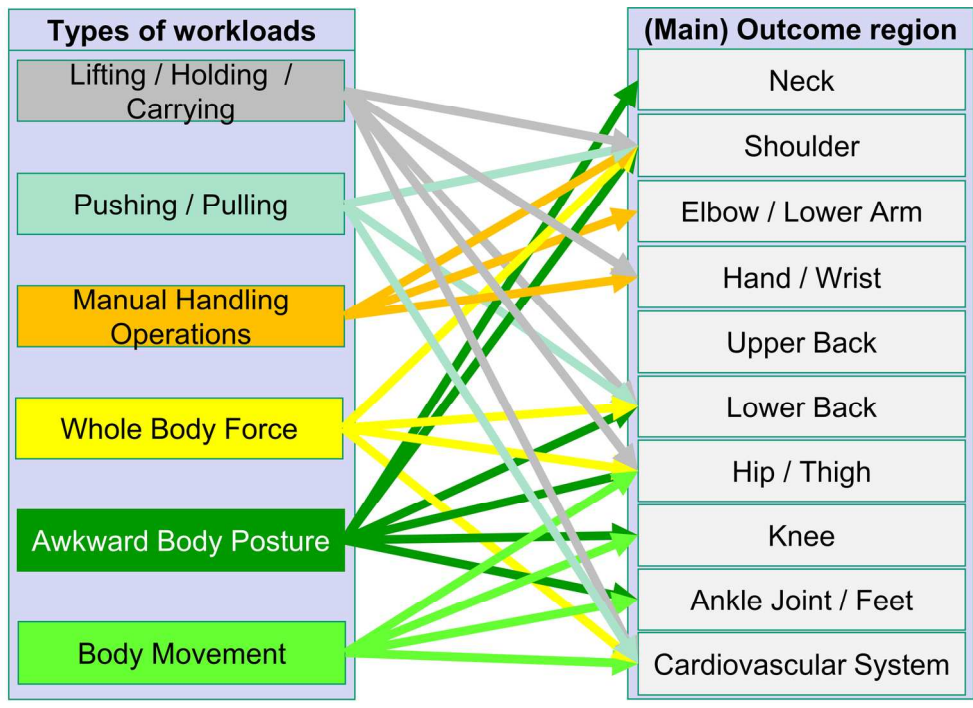 Types of workloads
Lifting / Holding /
Carrying
Pushing / Pulling
Manual Handling
Operations
Whole Body Force
Awkward Body Posture
Body Movement
(Main) Outcome region
Neck
Shoulder
Elbow / Lower Arm
Hand / Wrist
Upper Back
Lower Back
Hip / Thigh
Knee
Ankle Joint / Feet
Cardiovascular System